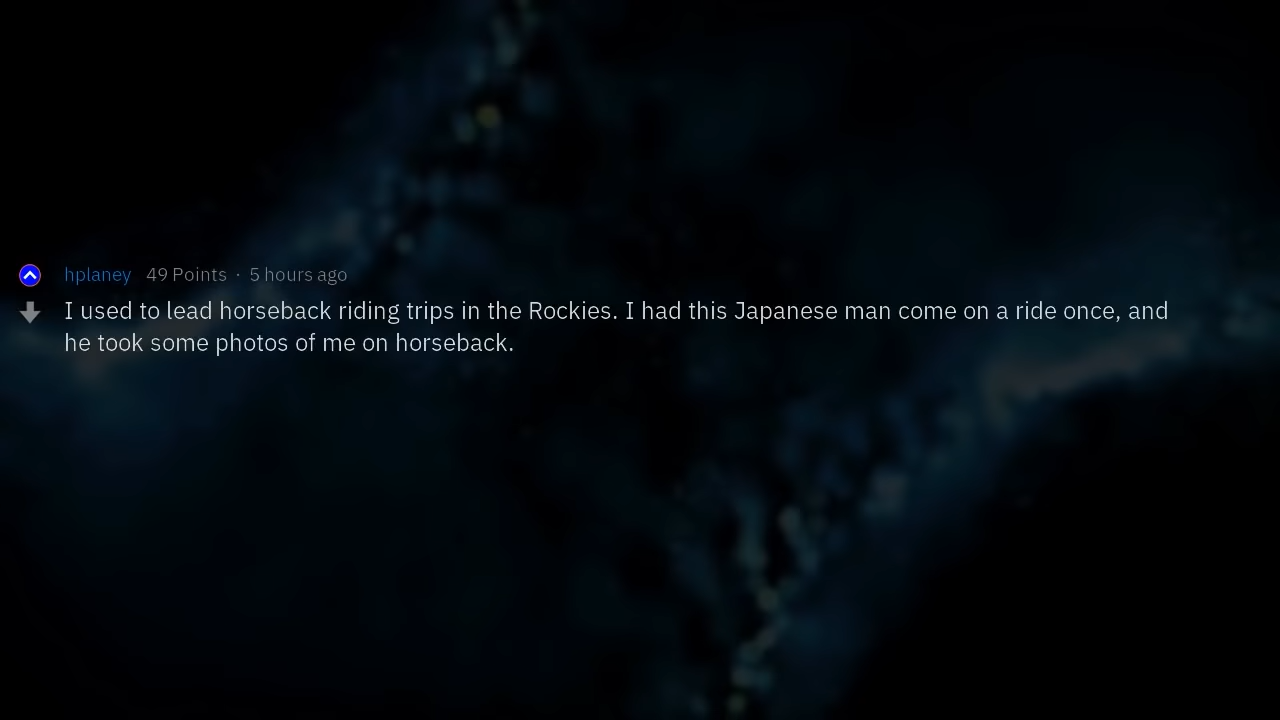 hplaney 49 Points · 5 hours ago
I used to lead horseback riding trips in the Rockies. I had this Japanese man come on a ride once, and
he took some photos of me on horseback.